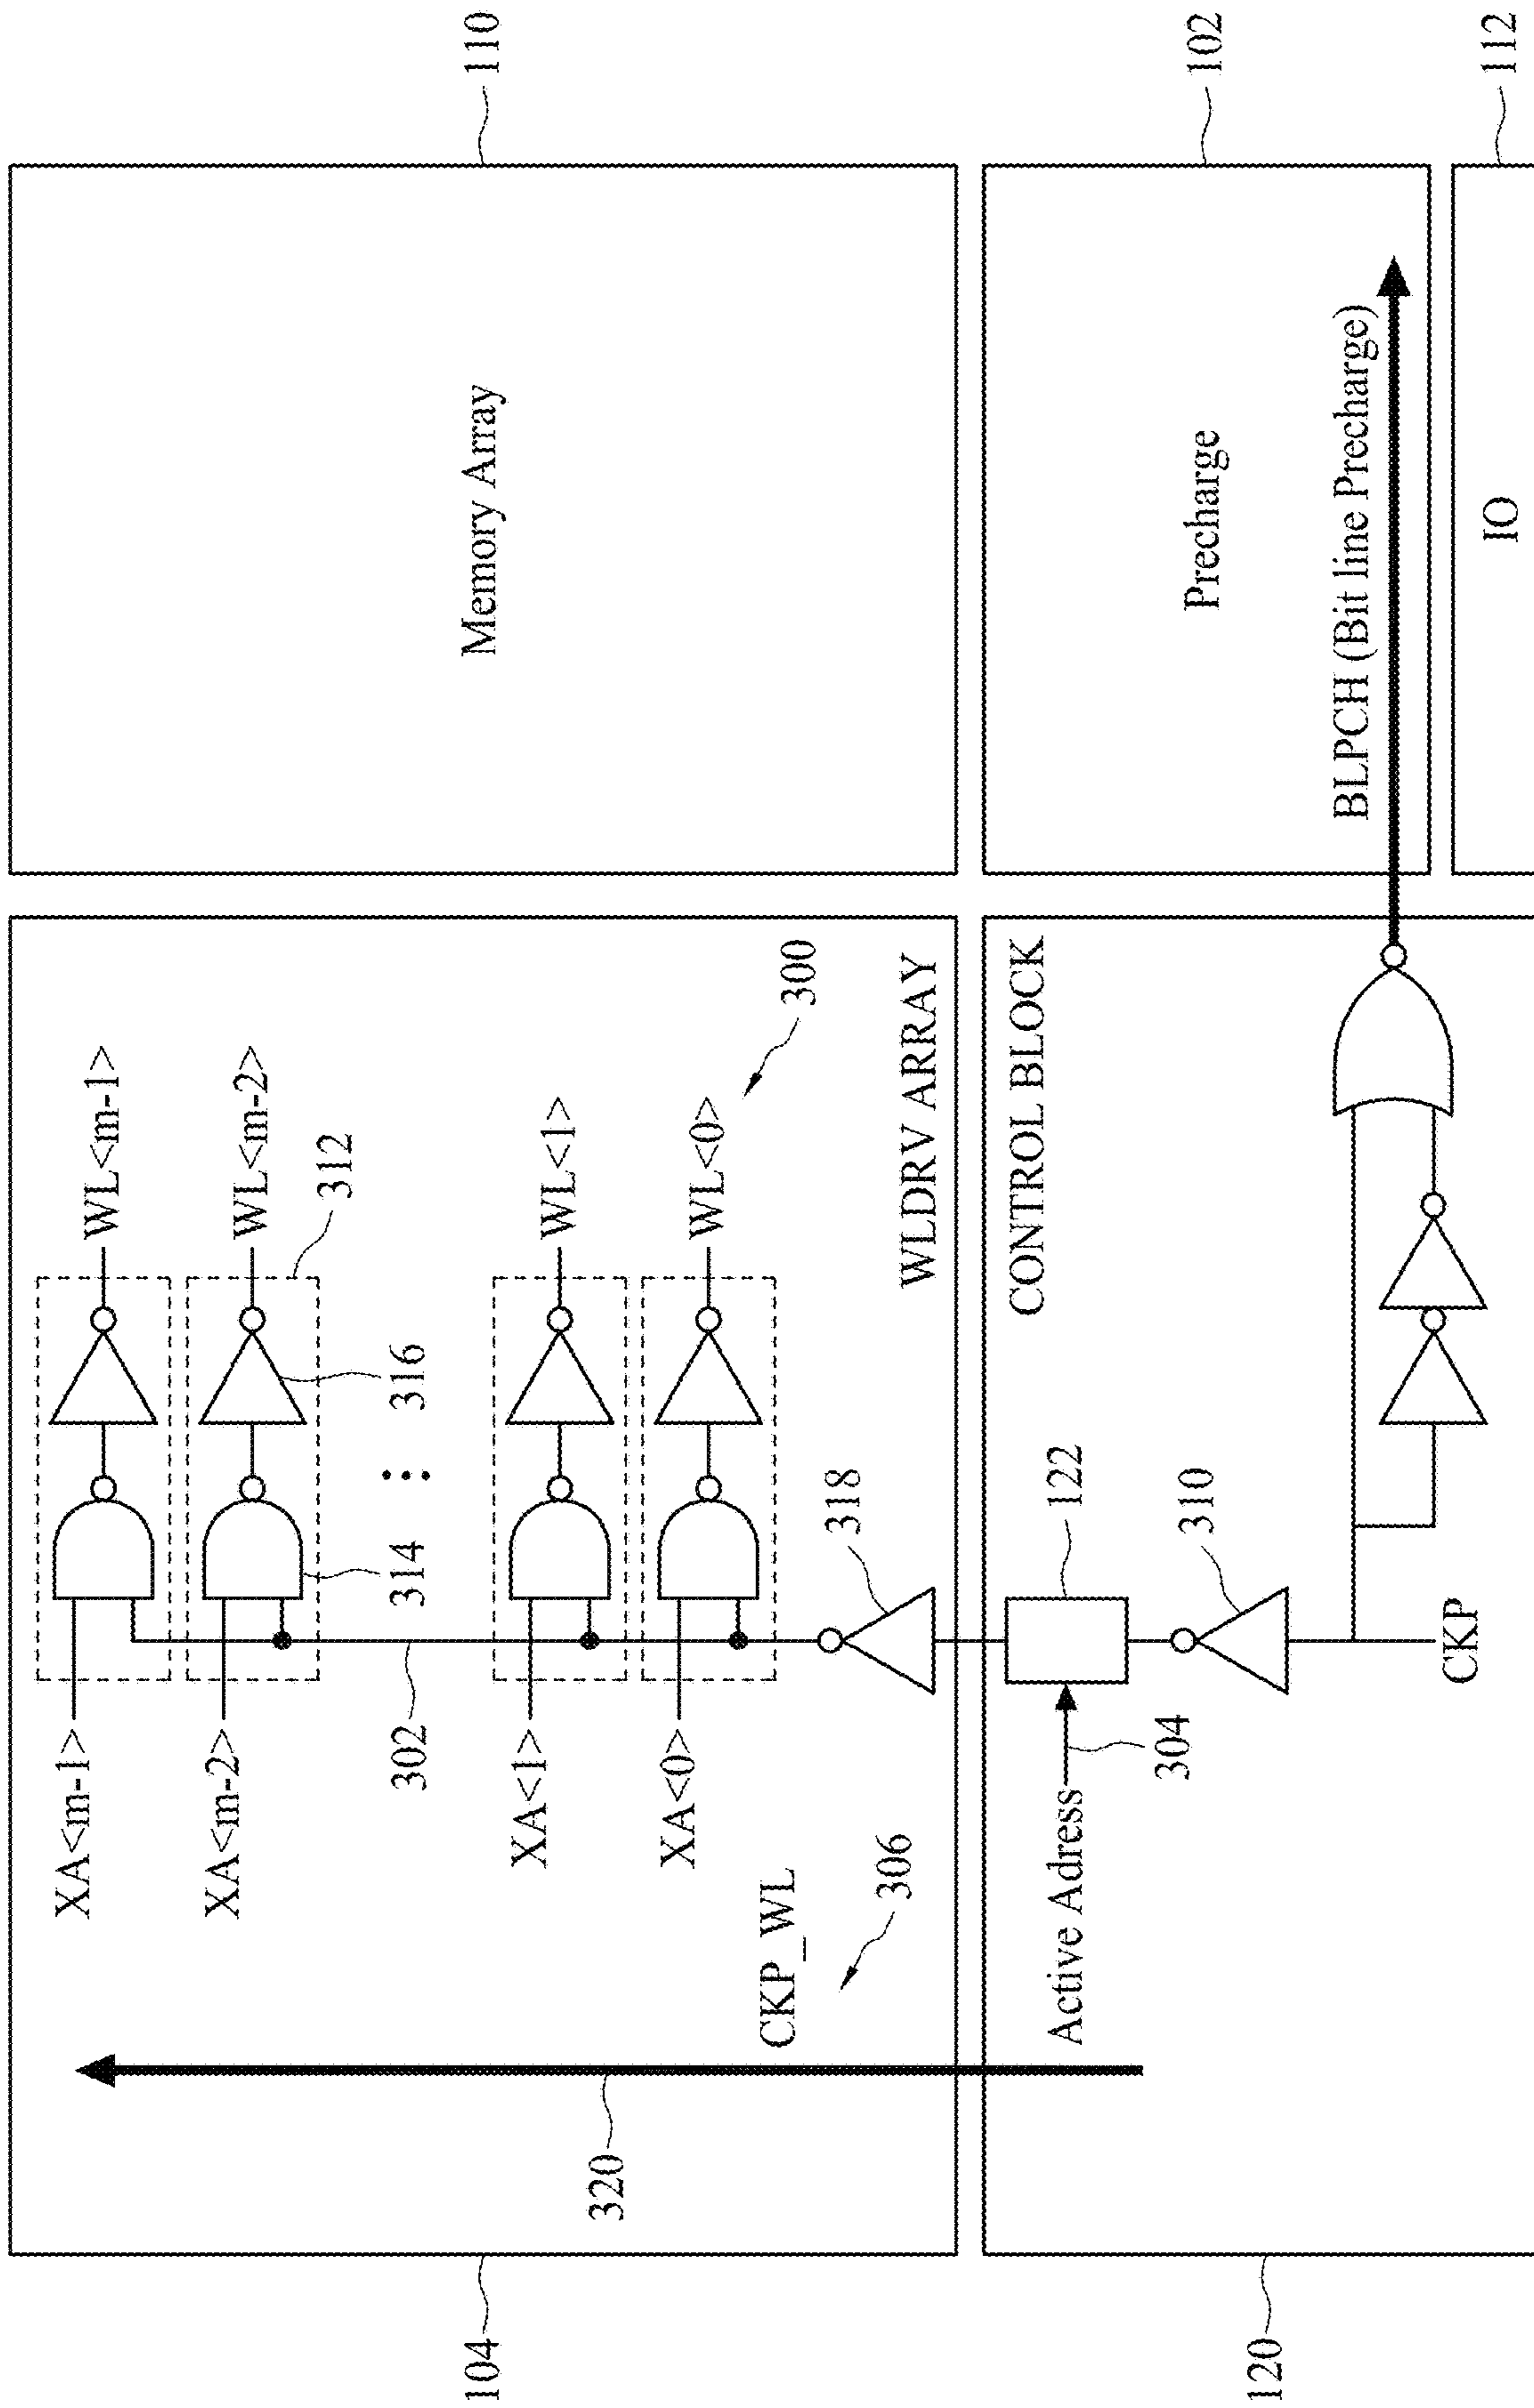 XA<m-1>
WL<m-1>
XA<m-2>
WL<m-2>
312
302
314
316
XA<1>
WL<1>
XA<0>
WL<0>
300
CKP_WL
306
318
320
WLDRV ARRAY
104
Memory Array
110
CONTROL BLOCK
Active Adress
304
122
310
CKP
120
Precharge
BLPCH (Bit line Precharge)
102
IO
112